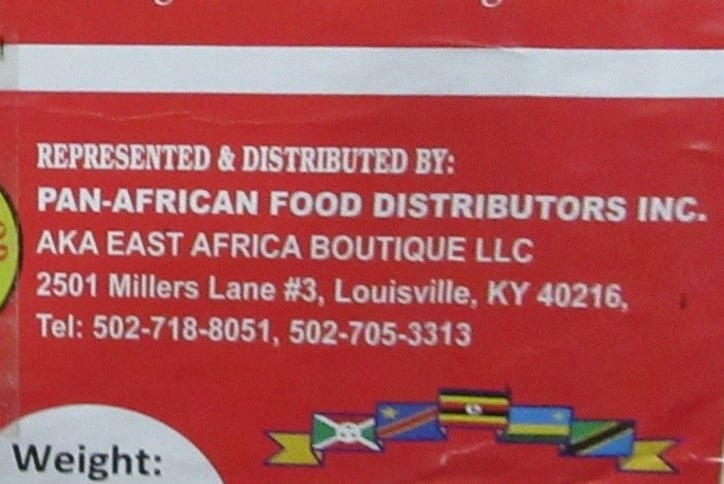 REPRESENTED & DISTRIBUTED BY:
PAN-AFRICAN FOOD DISTRIBUTORS INC.
AKA EAST AFRICA BOUTIQUE LLC
2501 Millers Lane #3, Louisville, KY 40216,
Tel: 502-718-8051, 502-705-3313
Weight: